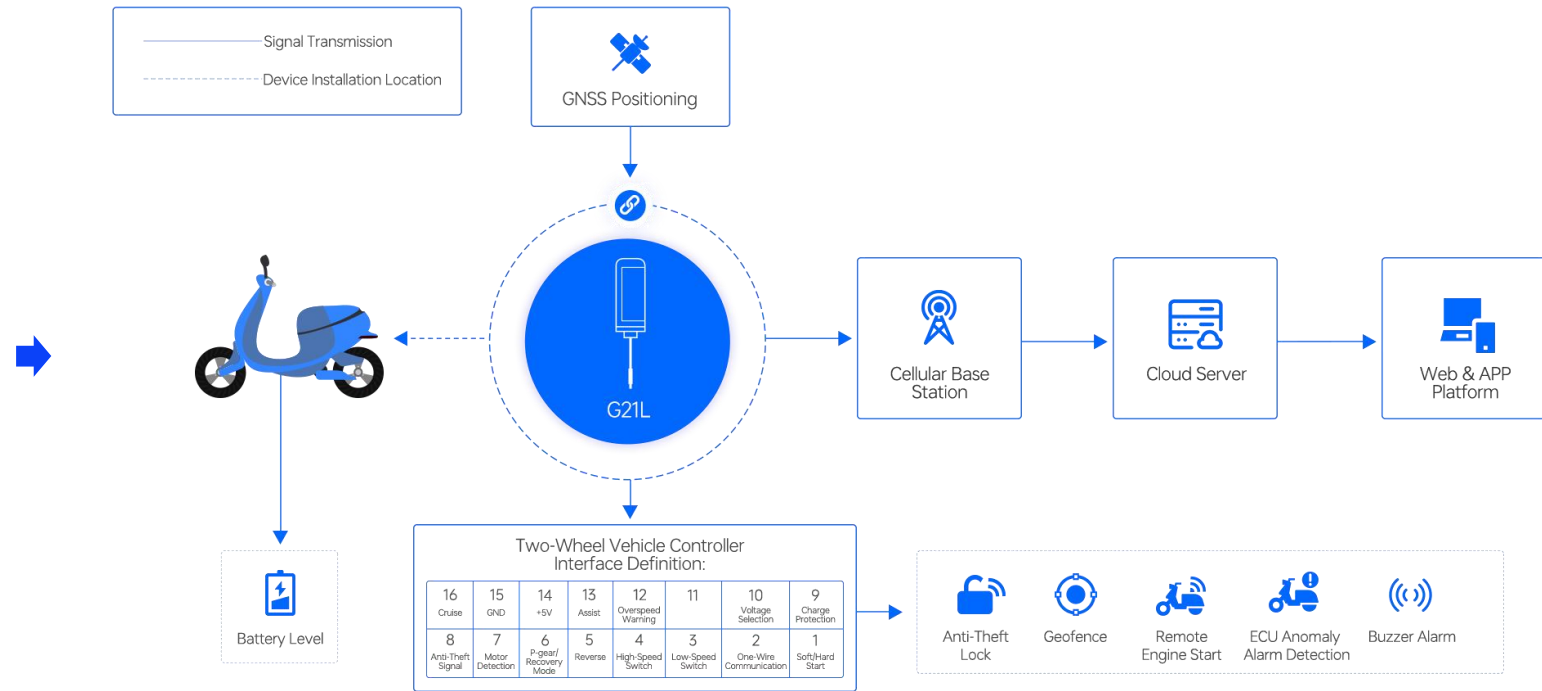 Signal Transmission
Device Installation Location
GNSS Positioning
G21L
Cellular Base
Station
Cloud Server
Web & APP
Platform
Battery Level
Two-Wheel Vehicle Controller
Interface Definition:
16 15 14 13 12 11 10 9
Cruise GND +5V Assist Overspeed
Warning
Voltage
Selection
Charge
Protection
8 7 6 5 4 3 2 1
Anti-Theft
Signal
Motor
Detection
P-gear/
Recovery
Mode
Reverse
High-Speed
Switch
Low-Speed
Switch
One-Wire
Communication
Soft/Hard
Start
Anti-Theft
Lock
Geofence
Remote
Engine Start
ECU Anomaly
Alarm Detection
Buzzer Alarm